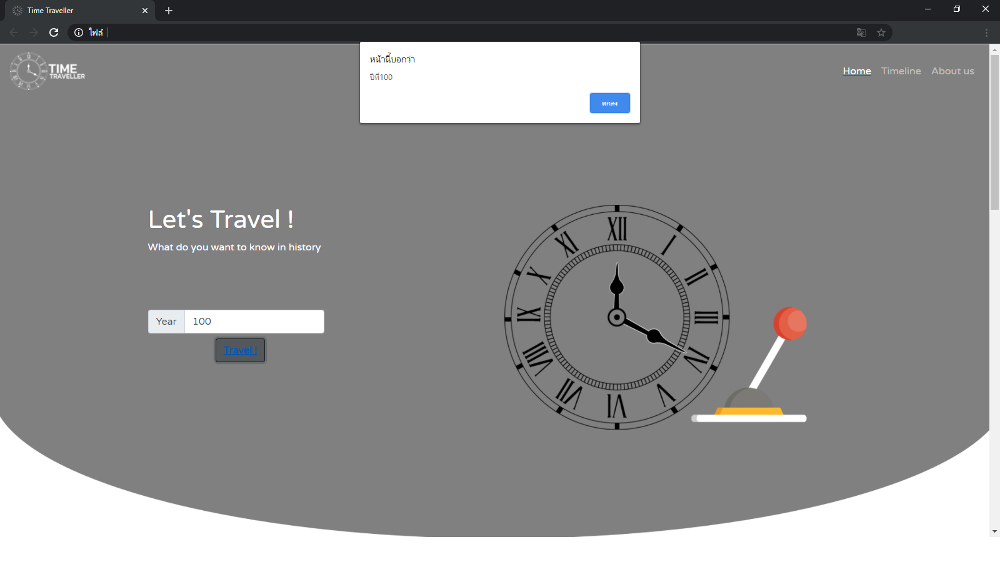 Time Traveller
ไฟล์
TIME
TRAVELLER
หน้านี้บอกว่า
ปีที่100
ตกลง
Home
Timeline
About us
Let's Travel !
What do you want to know in history
Year
100
Travel !
XII
I
II
III
IV
V
VI
VII
VIII
IX
X
XI